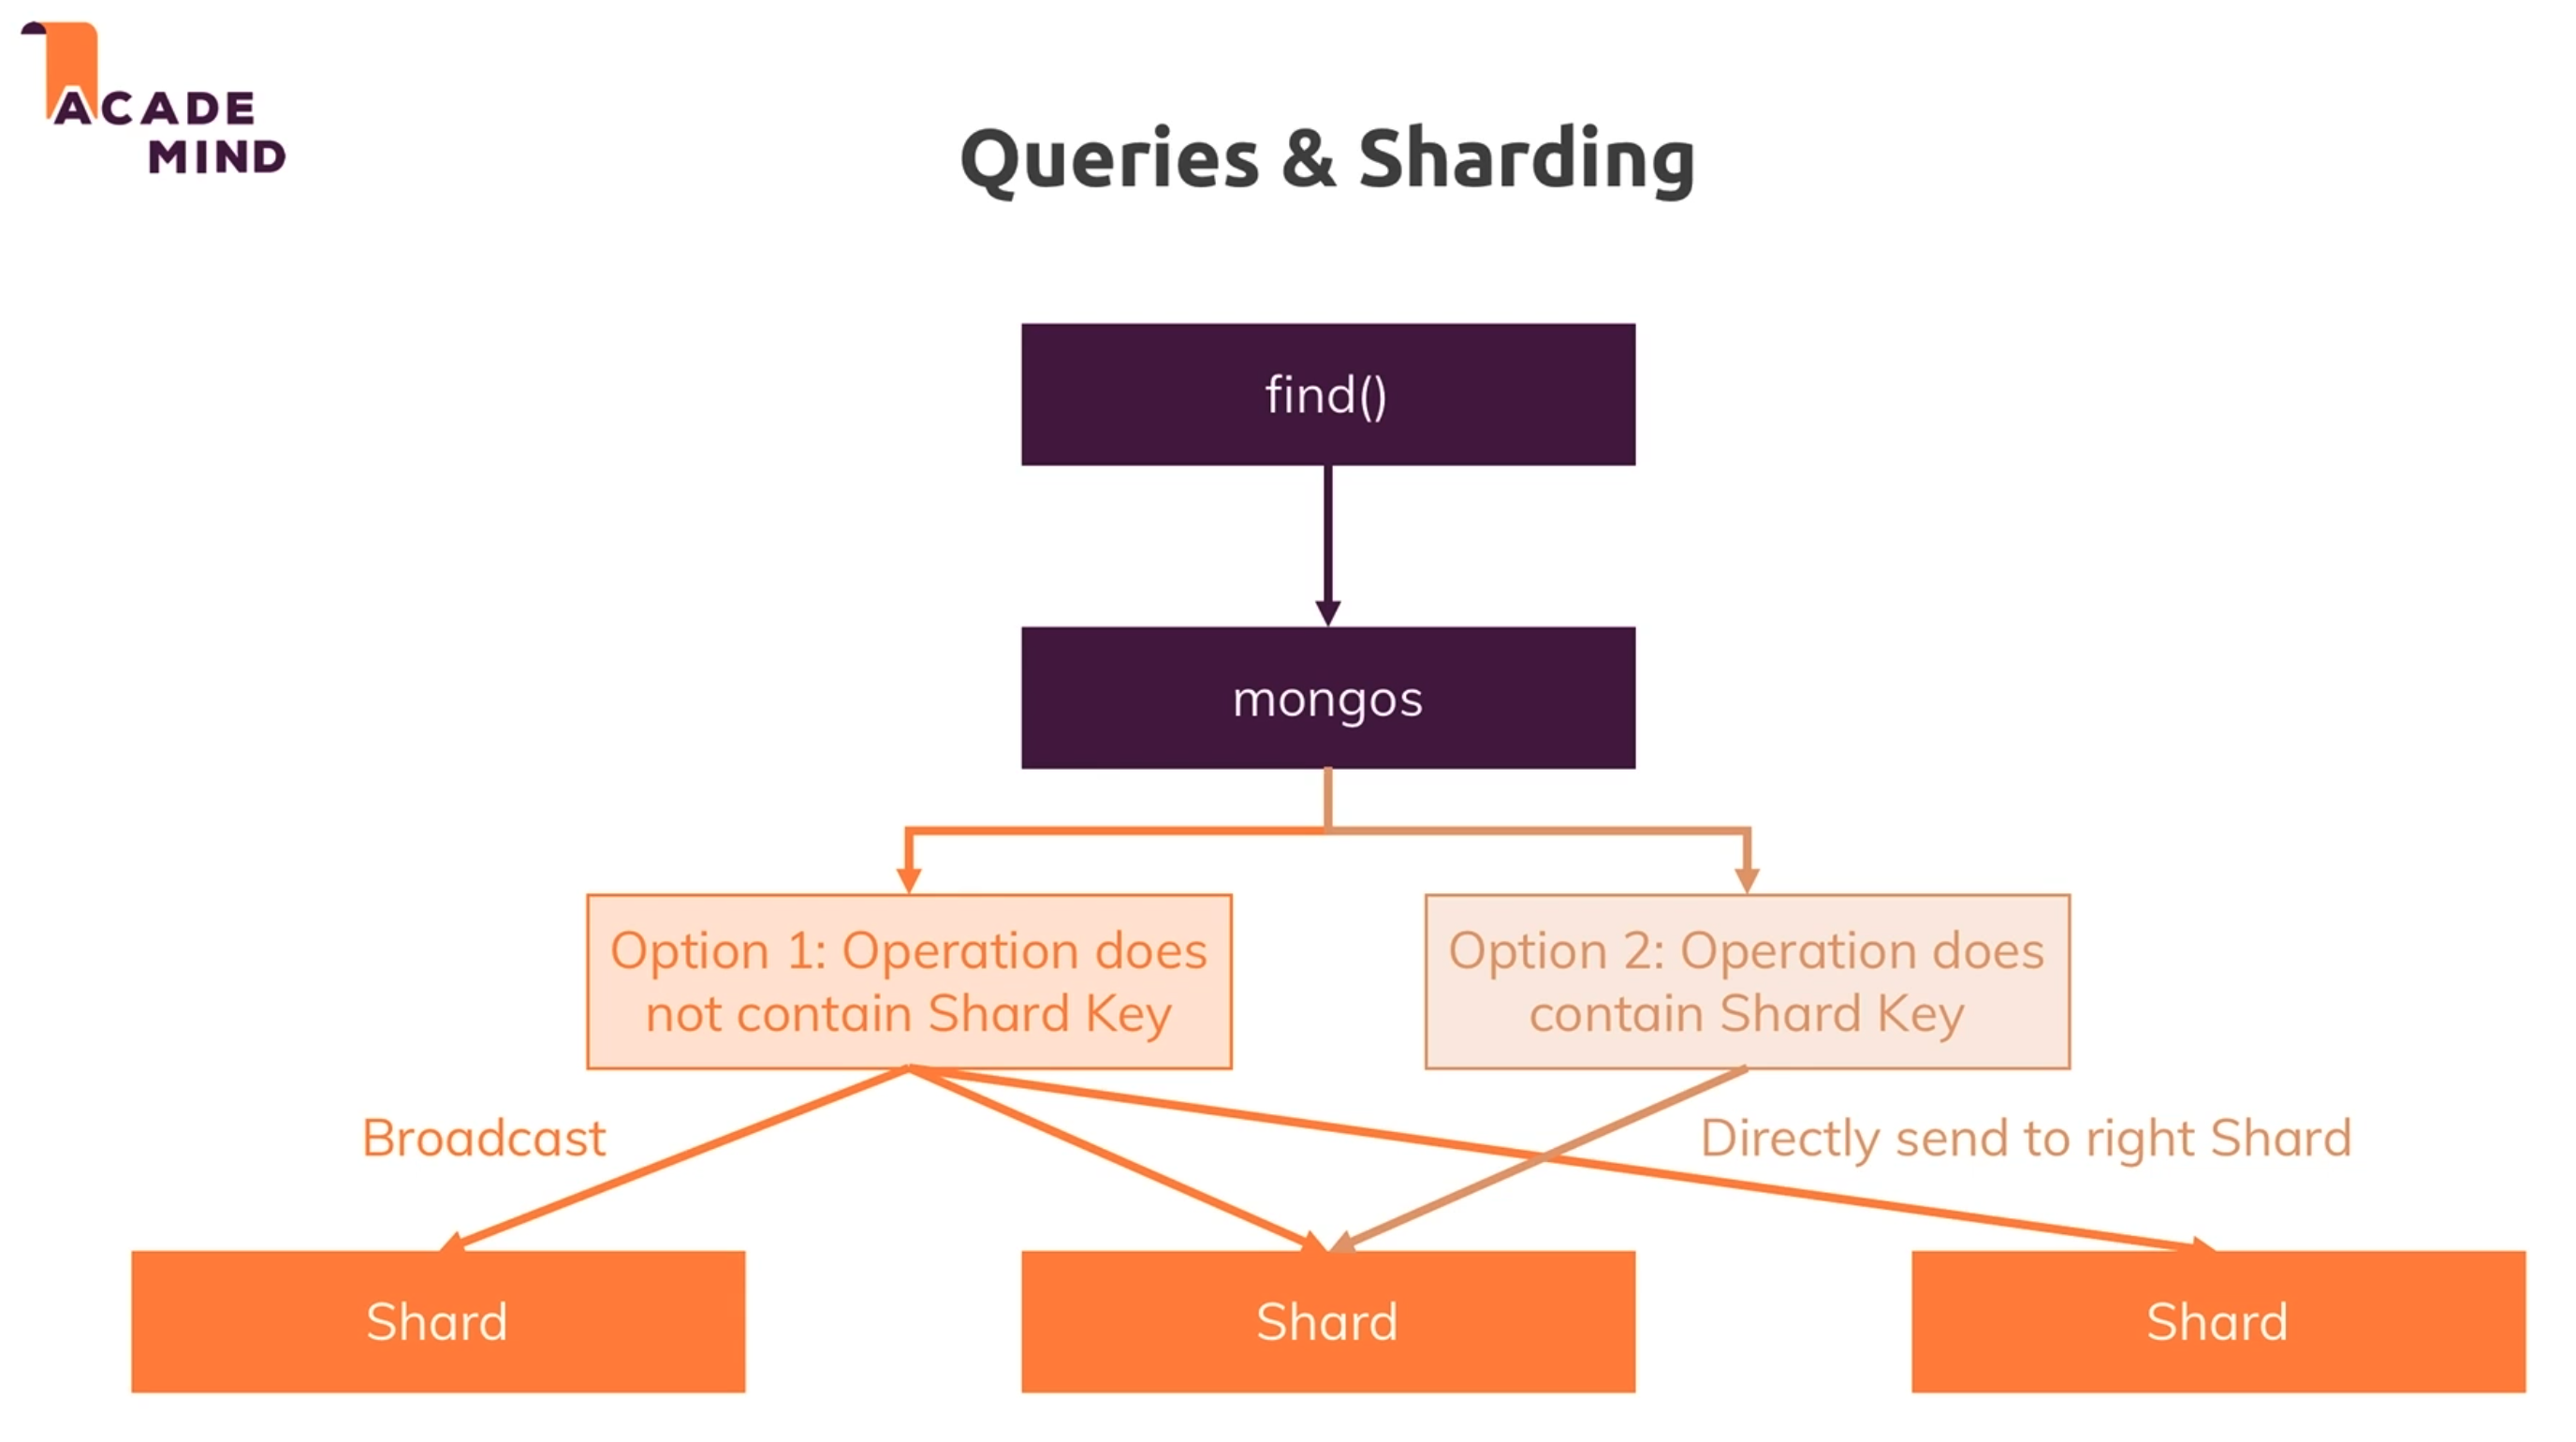 ACADE
MIND
Queries & Sharding
find()
mongos
Option 1: Operation does
not contain Shard Key
Option 2: Operation does
contain Shard Key
Broadcast
Directly send to right Shard
Shard
Shard
Shard